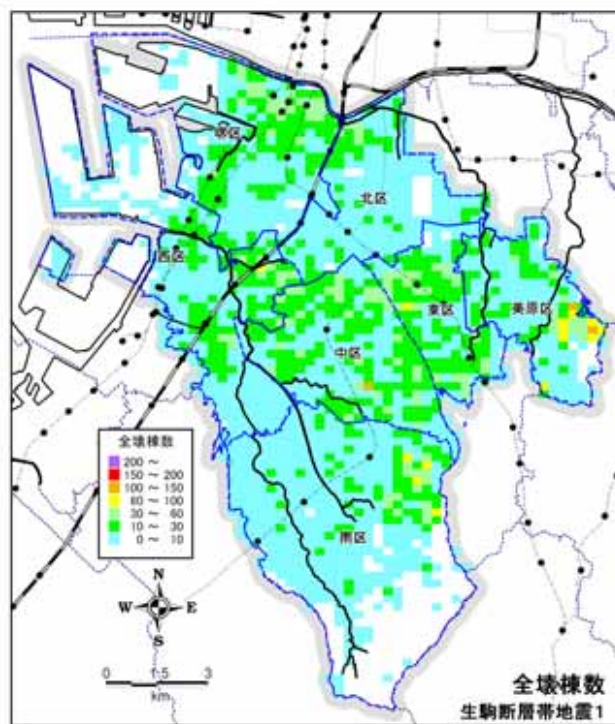 堺区
北区
西区
東区
美原区
中区
全壊棟数
200 ～
150 ～ 200
100 ～ 150
60 ～ 100
30 ～ 60
10 ～ 30
0 ～ 10
南区
N
W E
S
0 1.5 3
km
全壊棟数
生駒断層帯地震1